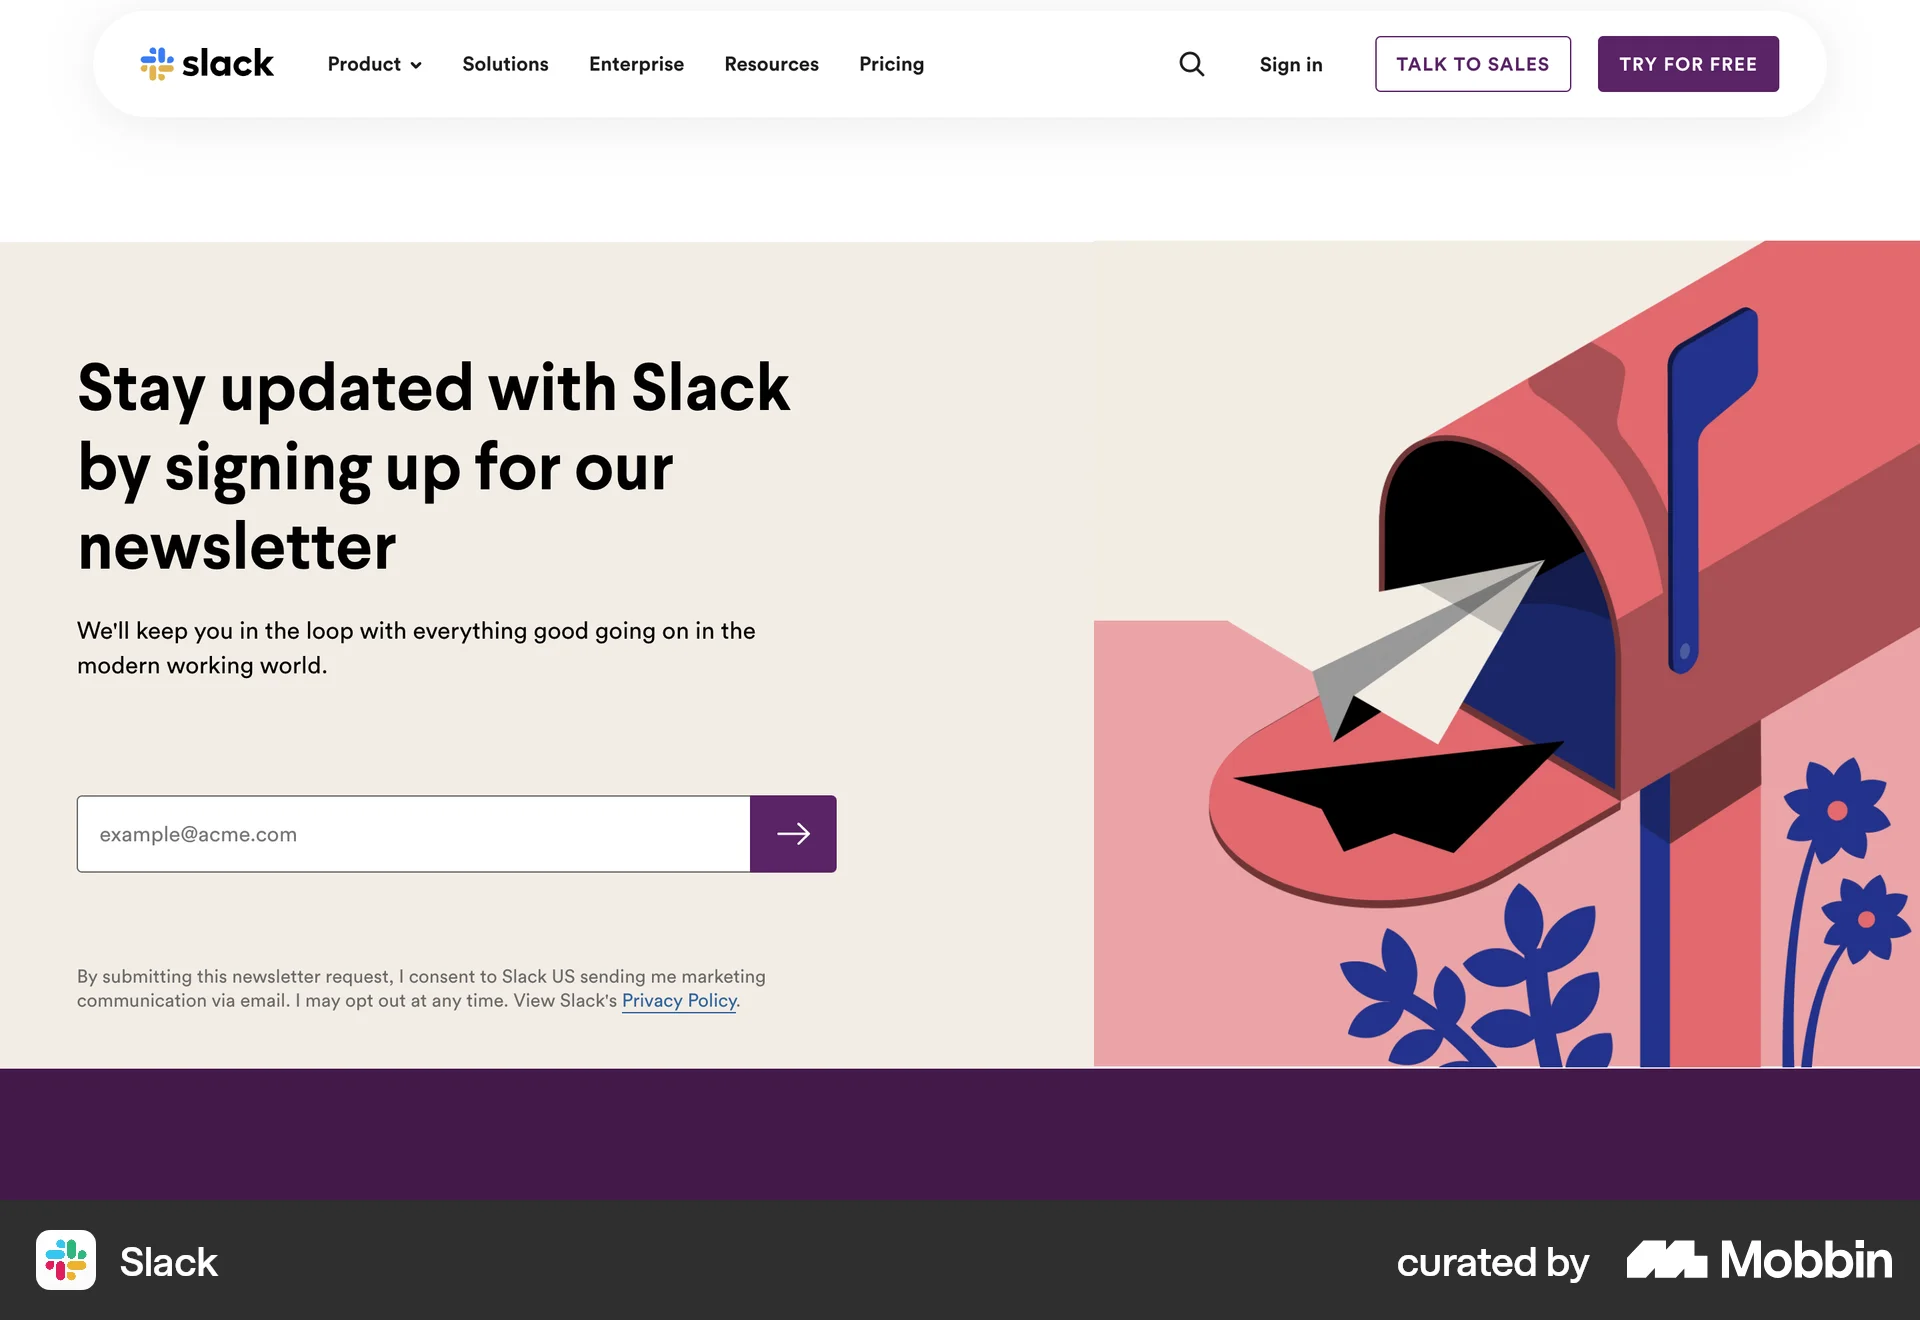 slack Product Solutions Enterprise Resources Pricing Sign in TALK TO SALES TRY FOR FREE
Stay updated with Slack
by signing up for our
newsletter
We'll keep you in the loop with everything good going on in the
modern working world.
example@acme.com
By submitting this newsletter request, I consent to Slack US sending me marketing
communication via email. I may opt out at any time. View Slack's Privacy Policy.
Slack curated by Mobbin